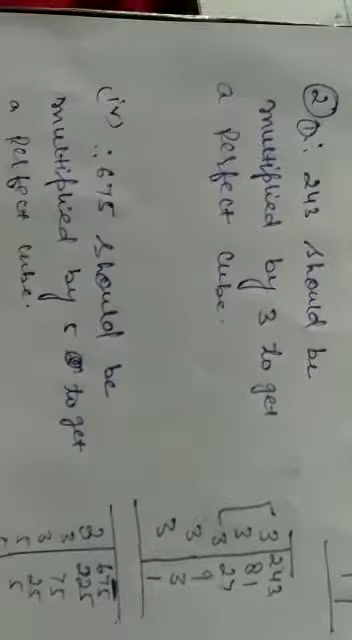 ② i). 243 should be
multiplied by 3 to get
a perfect cube.
3 243
3 81
3 27
3 9
3 3
1
(iv) ∴ 675 should be
multiplied by 5 to get
a perfect cube.
3 675
3 225
3 75
5 25
5 5